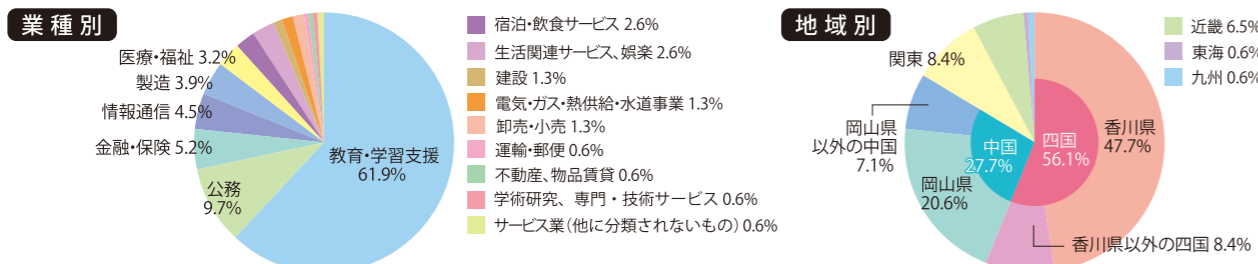 業種別
医療・福祉 3.2%
製造 3.9%
情報通信 4.5%
金融・保険 5.2%
公務
9.7%
教育・学習支援
61.9%
宿泊・飲食サービス 2.6%
生活関連サービス、娯楽 2.6%
建設 1.3%
電気・ガス・熱供給・水道事業 1.3%
卸売・小売 1.3%
運輸・郵便 0.6%
不動産、物品賃貸 0.6%
学術研究、専門・技術サービス 0.6%
サービス業(他に分類されないもの) 0.6%
地域別
関東 8.4%
岡山県
以外の中国
7.1%
岡山県
20.6%
中国
27.7%
四国
56.1%
香川県
47.7%
香川県以外の四国 8.4%
近畿 6.5%
東海 0.6%
九州 0.6%